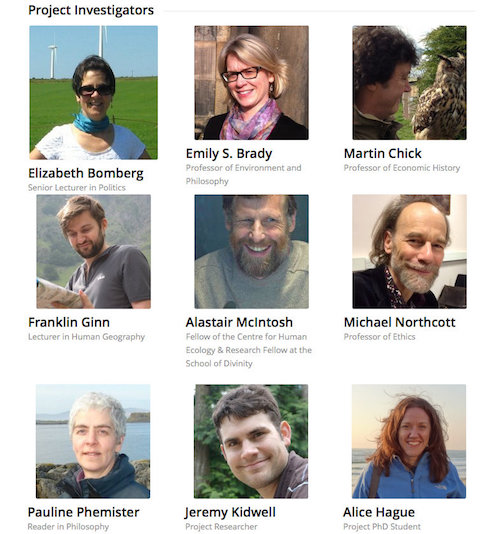 Project Investigators
Elizabeth Bomberg
Senior Lecturer in Politics
Emily S. Brady
Professor of Environment and
Philosophy
Martin Chick
Professor of Economic History
Franklin Ginn
Lecturer in Human Geography
Alastair McIntosh
Fellow of the Centre for Human
Ecology & Research Fellow at the
School of Divinity
Michael Northcott
Professor of Ethics
Pauline Phemister
Reader in Philosophy
Jeremy Kidwell
Project Researcher
Alice Hague
Project PhD Student